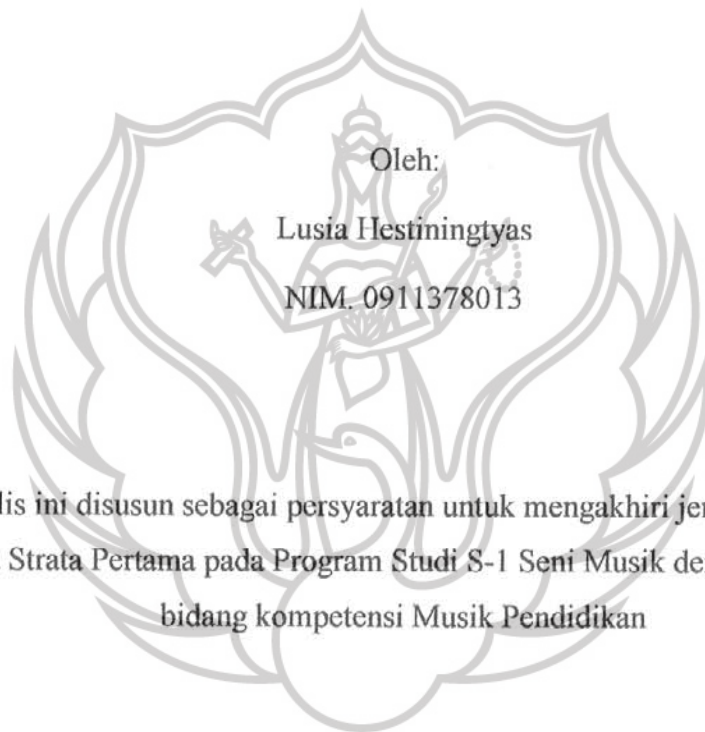 Oleh:
Lusia Hestiningtyas
NIM. 0911378013
ini disusun sebagai persyaratan untuk mengakhiri
Strata Pertama pada Program Studi S-1 Seni Musik
bidang kompetensi Musik Pendidikan